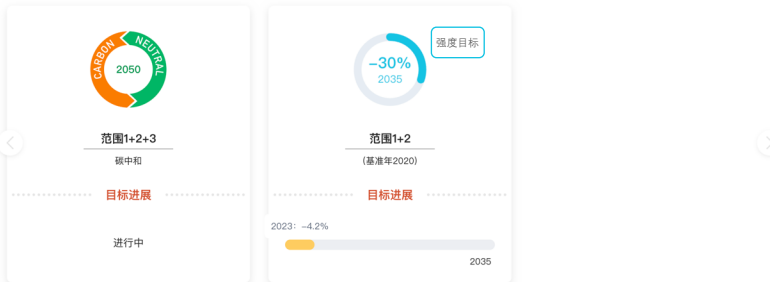 CARBON NEUTRAL
2050
范围1+2+3
碳中和
目标进展
进行中
强度目标
-30%
2035
范围1+2
(基准年2020)
目标进展
2023：-4.2%
2035